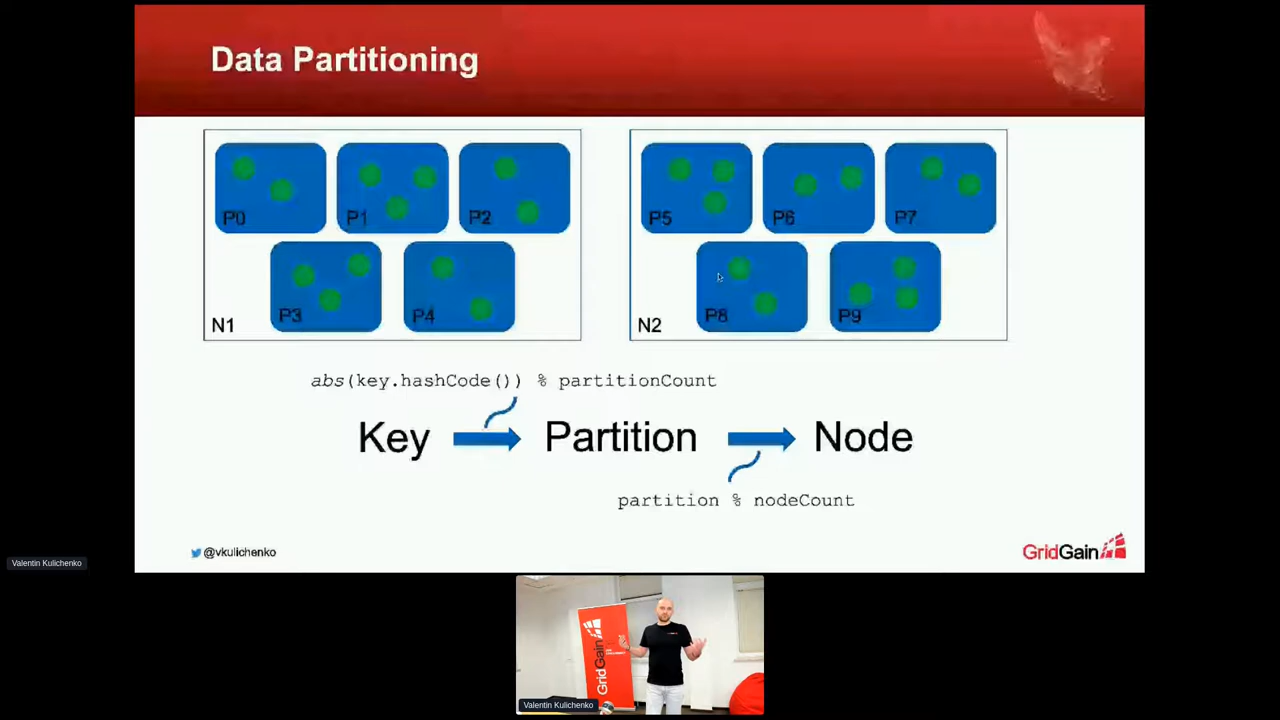 Data Partitioning
P0
P1
P2
P3
P4
N1
P5
P6
P7
P8
P9
N2
abs(key.hashCode()) % partitionCount
Key
Partition
Node
partition % nodeCount
@vkulichenko
GridGain
Valentin Kulichenko
GridGain
Valentin Kulichenko